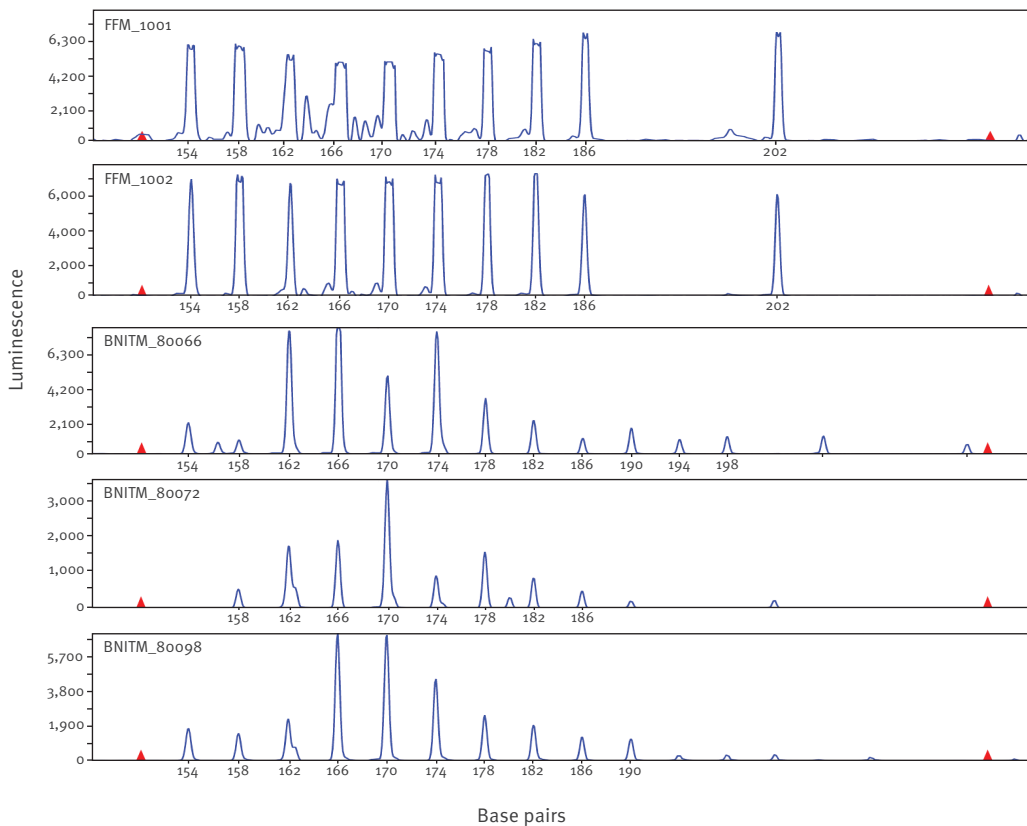 FFM_1001
6,300
4,200
2,100
0
154 158 162 166 170 174 178 182 186 202
FFM_1002
6,000
4,000
2,000
0
154 158 162 166 170 174 178 182 186 202
Luminescence
BNITM_80066
6,300
4,200
2,100
0
154 158 162 166 170 174 178 182 186 190 194 198
BNITM_80072
3,000
2,000
1,000
0
158 162 166 170 174 178 182 186
BNITM_80098
5,700
3,800
1,900
0
154 158 162 166 170 174 178 182 186 190
Base pairs